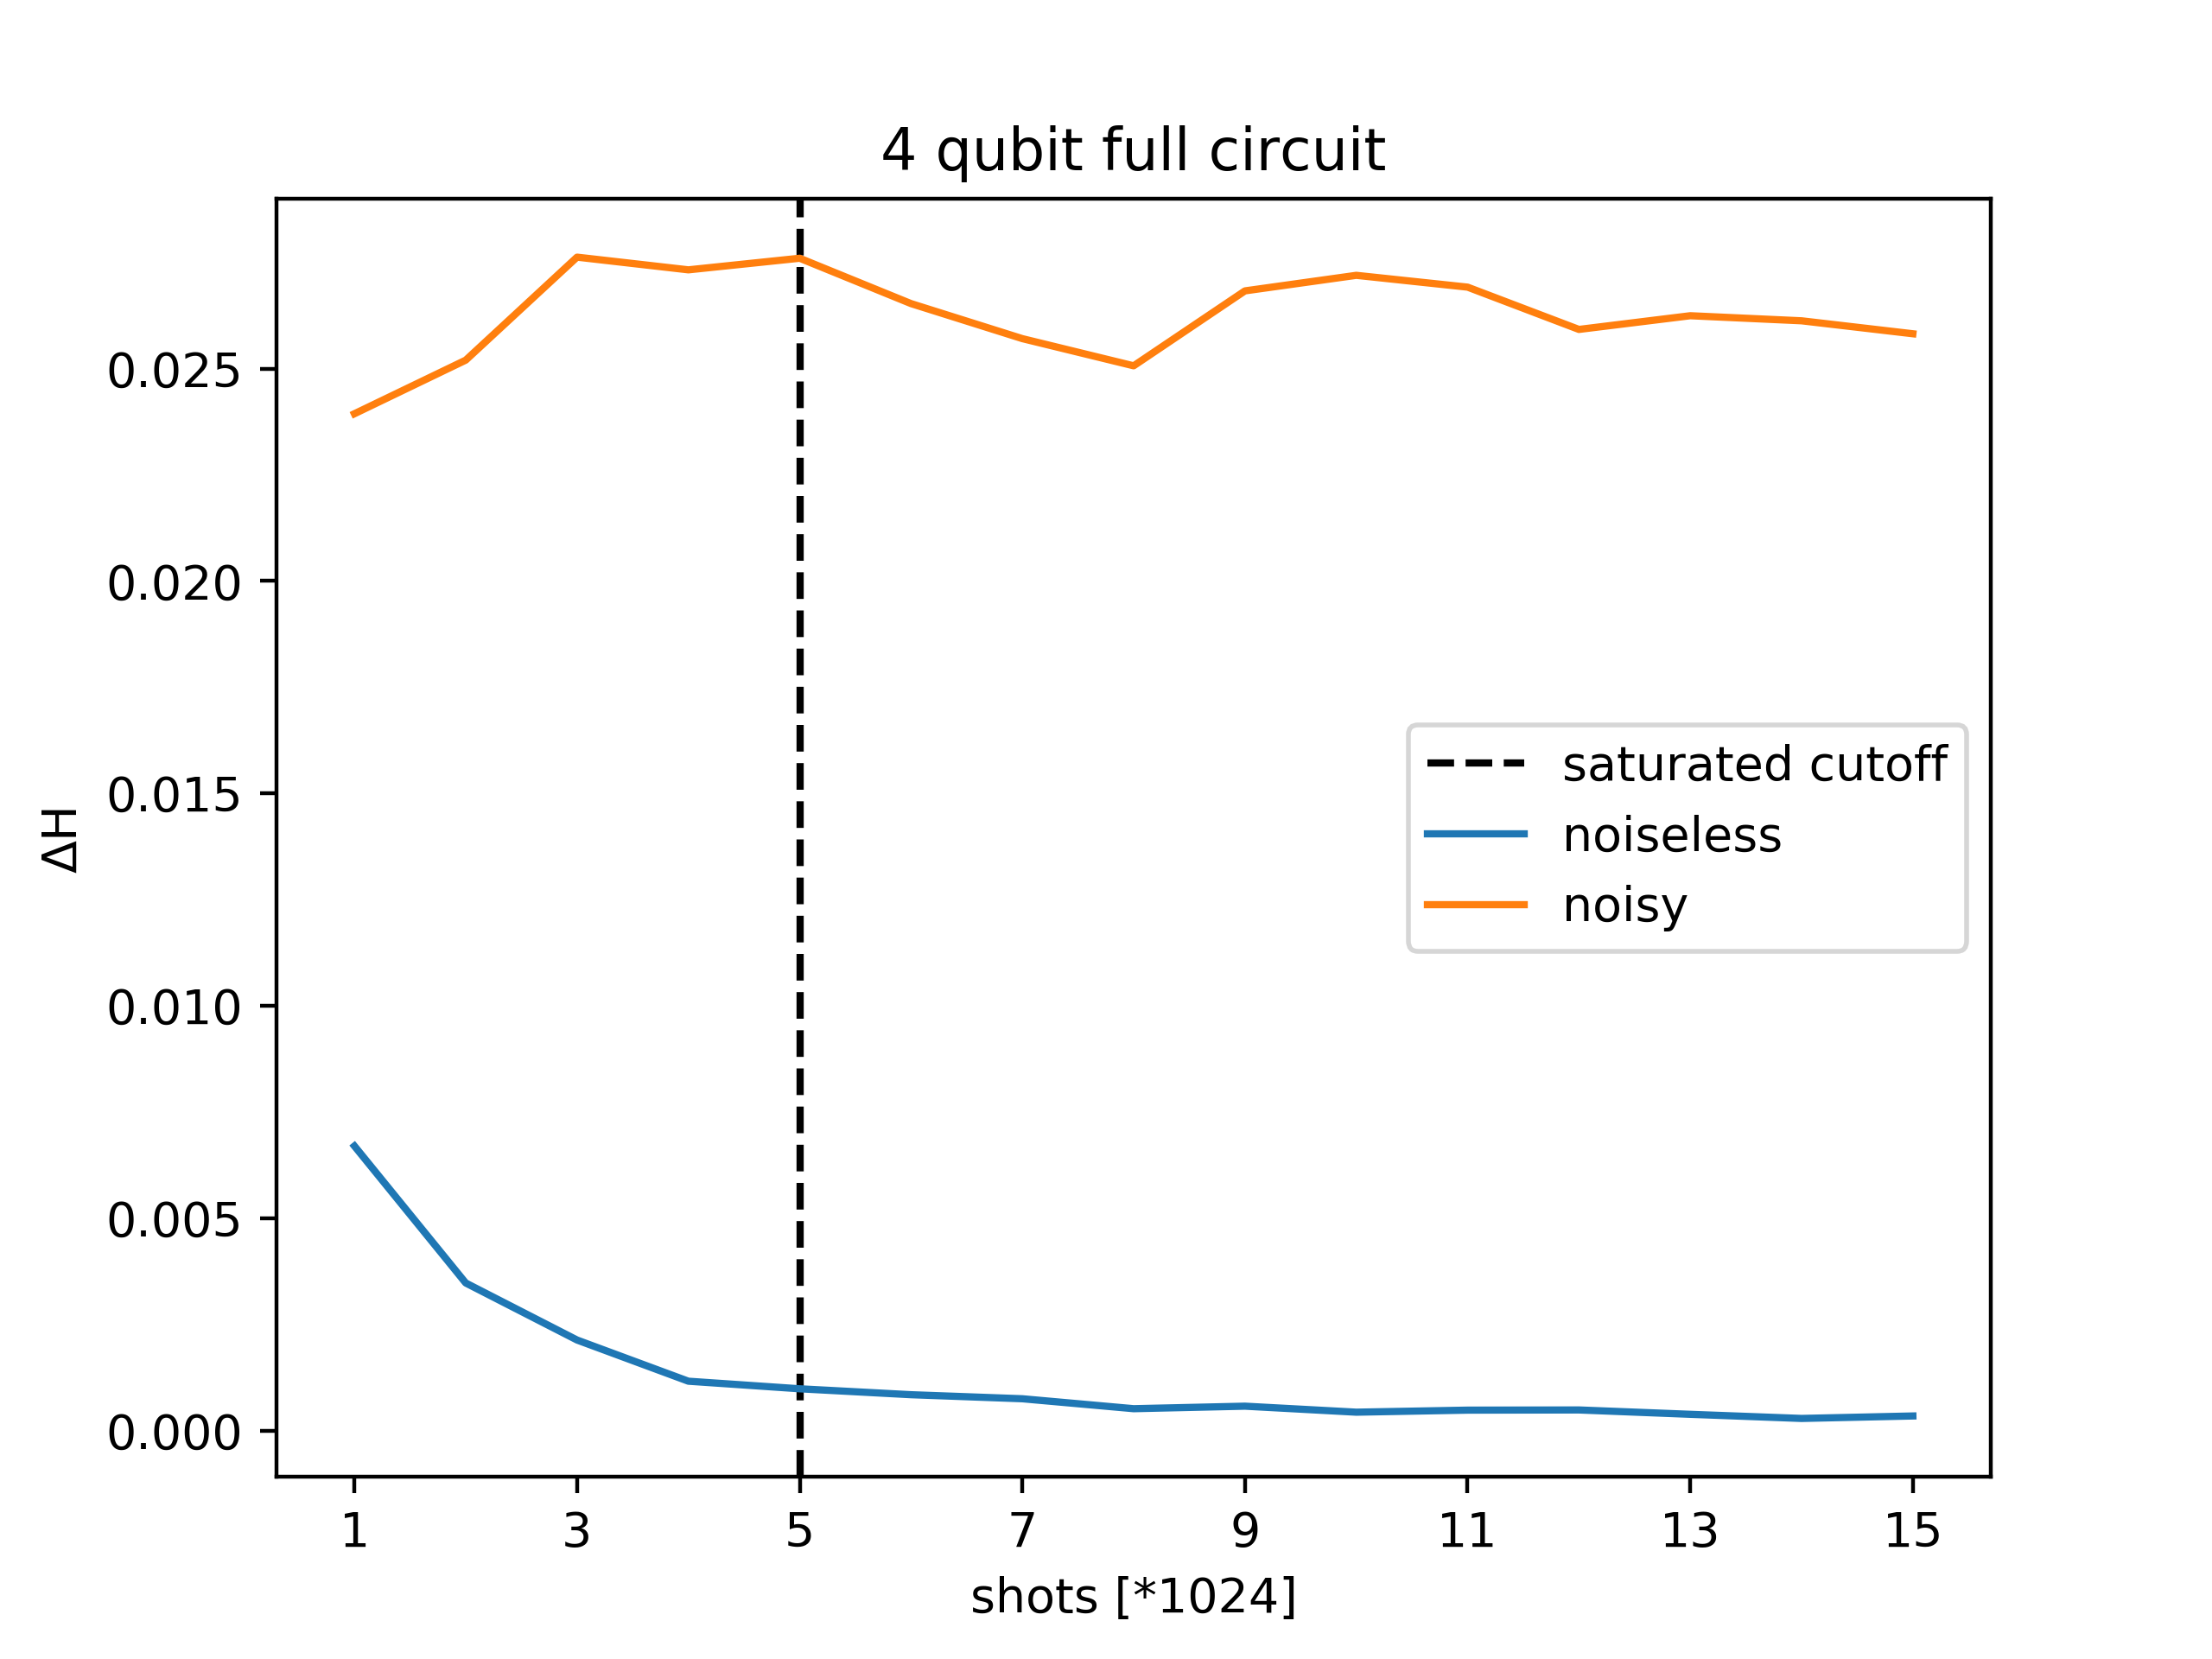 4 qubit full circuit
0.025
0.020
0.015
0.010
0.005
0.000
ΔH
saturated cutoff
noiseless
noisy
1 3 5 7 9 11 13 15
shots [*1024]